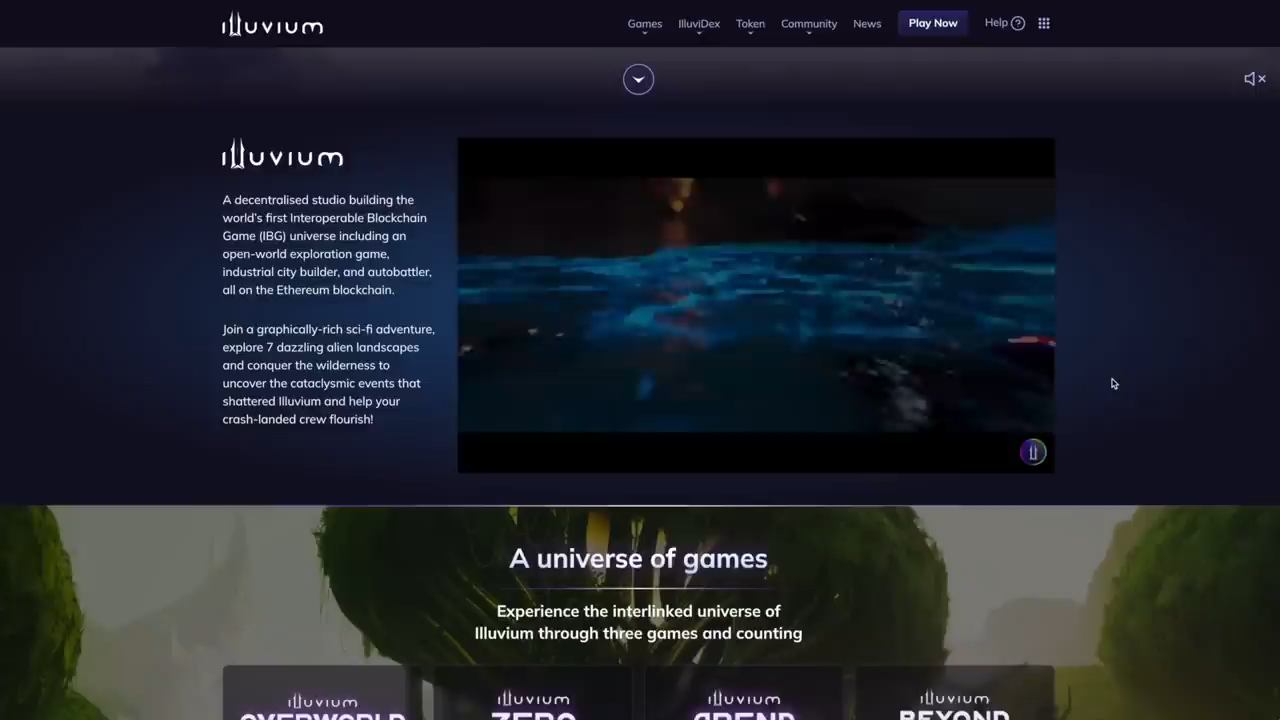 illuvium
Games
IlluviDex
Token
Community
News
Play Now
Help
illuvium
A decentralised studio building the
world's first Interoperable Blockchain
Game (IBG) universe including an
open-world exploration game,
industrial city builder, and autobattler,
all on the Ethereum blockchain.
Join a graphically-rich sci-fi adventure,
explore 7 dazzling alien landscapes
and conquer the wilderness to
uncover the cataclysmic events that
shattered Illuvium and help your
crash-landed crew flourish!
A universe of games
Experience the interlinked universe of
Illuvium through three games and counting
illuvium
OVERWORLD
illuvium
ZERO
illuvium
ARENA
illuvium
BEYOND